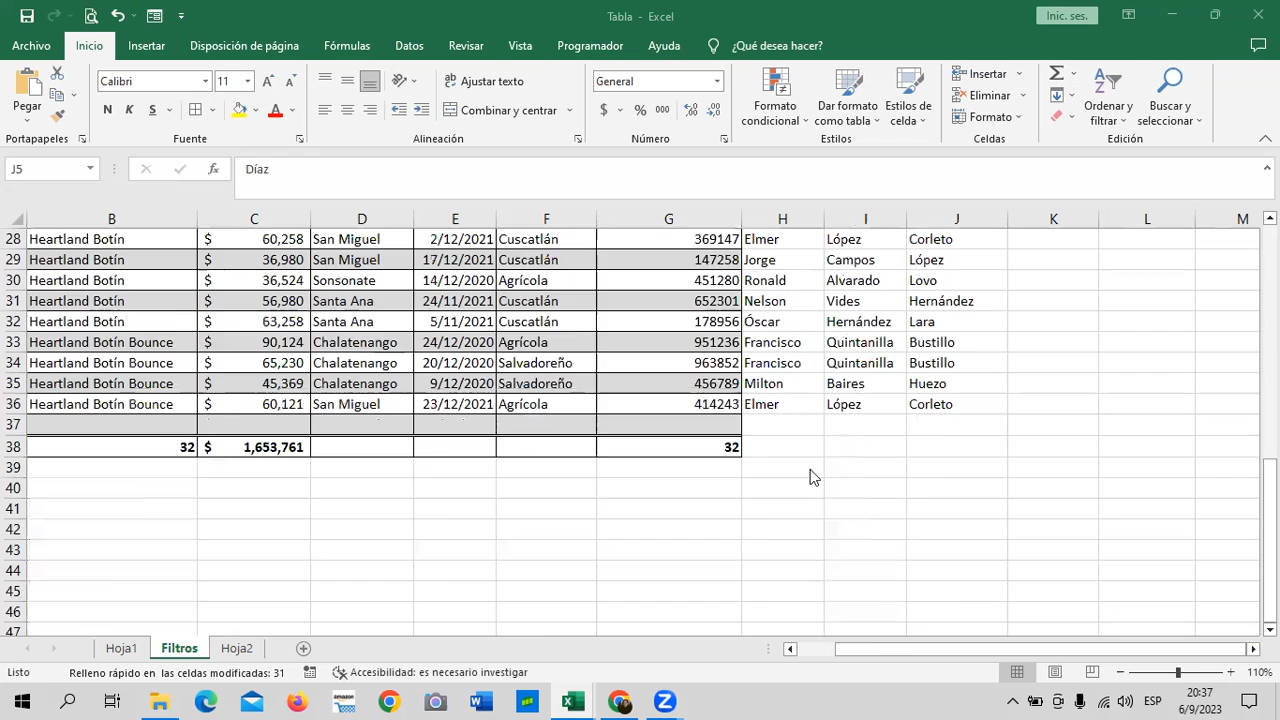 Tabla - Excel
Inic. ses.
Archivo Inicio Insertar Disposición de página Fórmulas Datos Revisar Vista Programador Ayuda ¿Qué desea hacer?
Pegar
Calibri 11
N K S
Ajustar texto
Combinar y centrar
General
$ % 000
Formato condicional
Dar formato como tabla
Estilos de celda
Insertar
Eliminar
Formato
Ordenar y filtrar
Buscar y seleccionar
Portapapeles Fuente Alineación Número Estilos Celdas Edición
J5 fx Díaz
B C D E F G H I J K L M
28 Heartland Botín $ 60,258 San Miguel 2/12/2021 Cuscatlán 369147 Elmer López Corleto
29 Heartland Botín $ 36,980 San Miguel 17/12/2021 Cuscatlán 147258 Jorge Campos López
30 Heartland Botín $ 36,524 Sonsonate 14/12/2020 Agrícola 451280 Ronald Alvarado Lovo
31 Heartland Botín $ 56,980 Santa Ana 24/11/2021 Cuscatlán 652301 Nelson Vides Hernández
32 Heartland Botín $ 63,258 Santa Ana 5/11/2021 Cuscatlán 178956 Óscar Hernández Lara
33 Heartland Botín Bounce $ 90,124 Chalatenango 24/12/2020 Agrícola 951236 Francisco Quintanilla Bustillo
34 Heartland Botín Bounce $ 65,230 Chalatenango 20/12/2020 Salvadoreño 963852 Francisco Quintanilla Bustillo
35 Heartland Botín Bounce $ 45,369 Chalatenango 9/12/2020 Salvadoreño 456789 Milton Baires Huezo
36 Heartland Botín Bounce $ 60,121 San Miguel 23/12/2021 Agrícola 414243 Elmer López Corleto
37
38 32 $ 1,653,761 32
39
40
41
42
43
44
45
46
47
Hoja1 Filtros Hoja2
Listo Relleno rápido en las celdas modificadas: 31 Accesibilidad: es necesario investigar 110%
ESP 20:37
6/9/2023